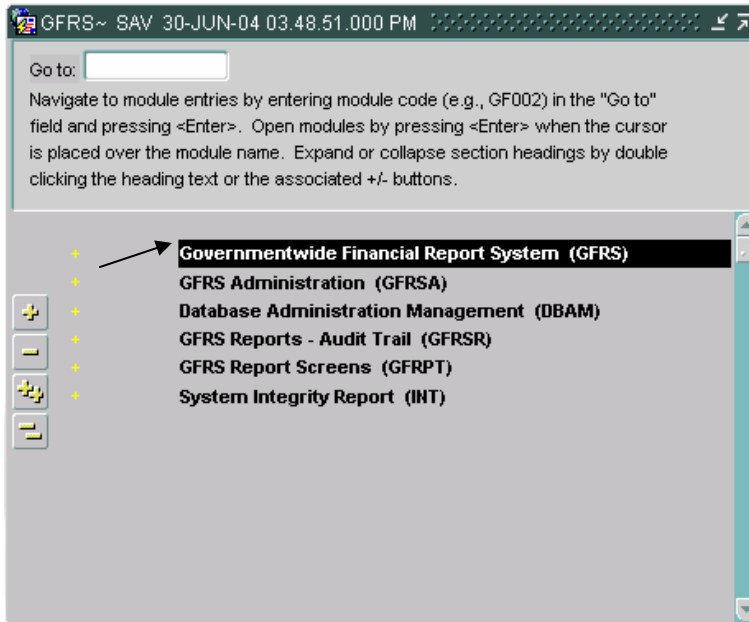 GFRS~ SAV 30-JUN-04 03.48.51.000 PM
Go to:
Navigate to module entries by entering module code (e.g., GF002) in the "Go to"
field and pressing <Enter>. Open modules by pressing <Enter> when the cursor
is placed over the module name. Expand or collapse section headings by double
clicking the heading text or the associated +/- buttons.
+ Governmentwide Financial Report System (GFRS)
+ GFRS Administration (GFRSA)
+ Database Administration Management (DBAM)
+ GFRS Reports - Audit Trail (GFRSR)
+ GFRS Report Screens (GFRPT)
+ System Integrity Report (INT)